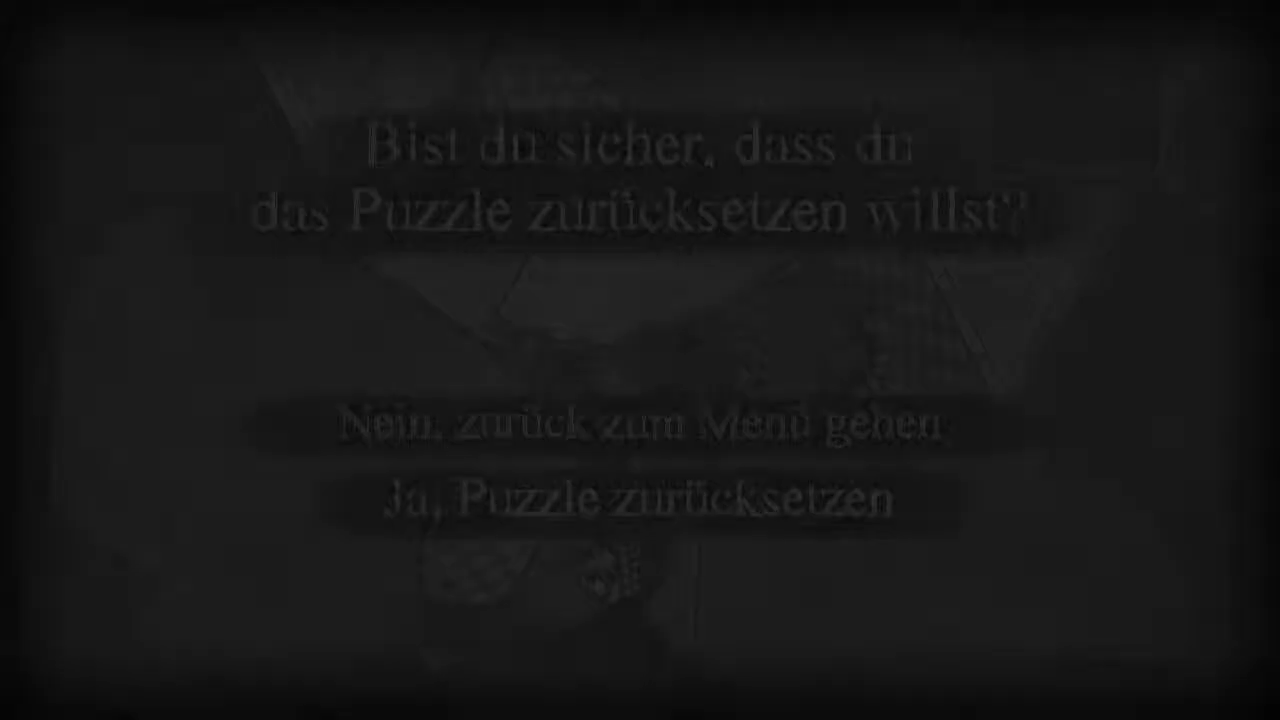 Bist du sicher, dass du
das Puzzle zurücksetzen willst?
Nein, zurück zum Menü gehen
Ja, Puzzle zurücksetzen